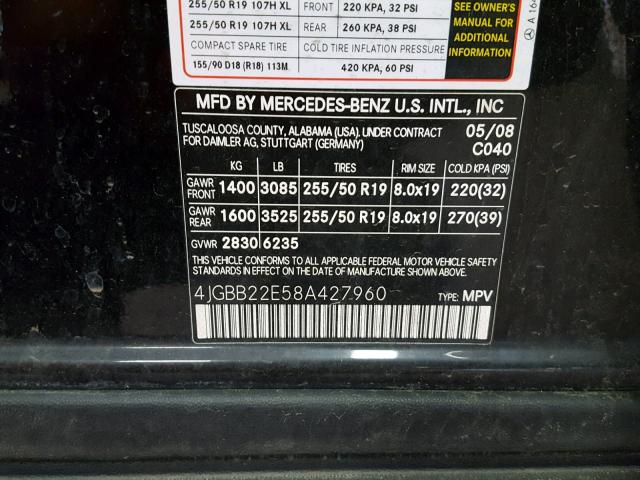 255/50 R19 107H XL FRONT 220 KPA, 32 PSI
255/50 R19 107H XL REAR 260 KPA, 38 PSI
COMPACT SPARE TIRE COLD TIRE INFLATION PRESSURE
155/90 D18 (R18) 113M 420 KPA, 60 PSI
SEE OWNER'S
MANUAL FOR
ADDITIONAL
INFORMATION
A 164
MFD BY MERCEDES-BENZ U.S. INTL., INC
TUSCALOOSA COUNTY, ALABAMA (USA), UNDER CONTRACT 05/08
FOR DAIMLER AG, STUTTGART (GERMANY) C040
KG LB TIRES RIM SIZE COLD KPA (PSI)
GAWR FRONT 1400 3085 255/50 R19 8.0x19 220(32)
GAWR REAR 1600 3525 255/50 R19 8.0x19 270(39)
GVWR 2830 6235
THIS VEHICLE CONFORMS TO ALL APPLICABLE FEDERAL MOTOR VEHICLE SAFETY
STANDARDS IN EFFECT ON THE DATE OF MANUFACTURE SHOWN ABOVE.
4JGBB22E58A427960 TYPE: MPV